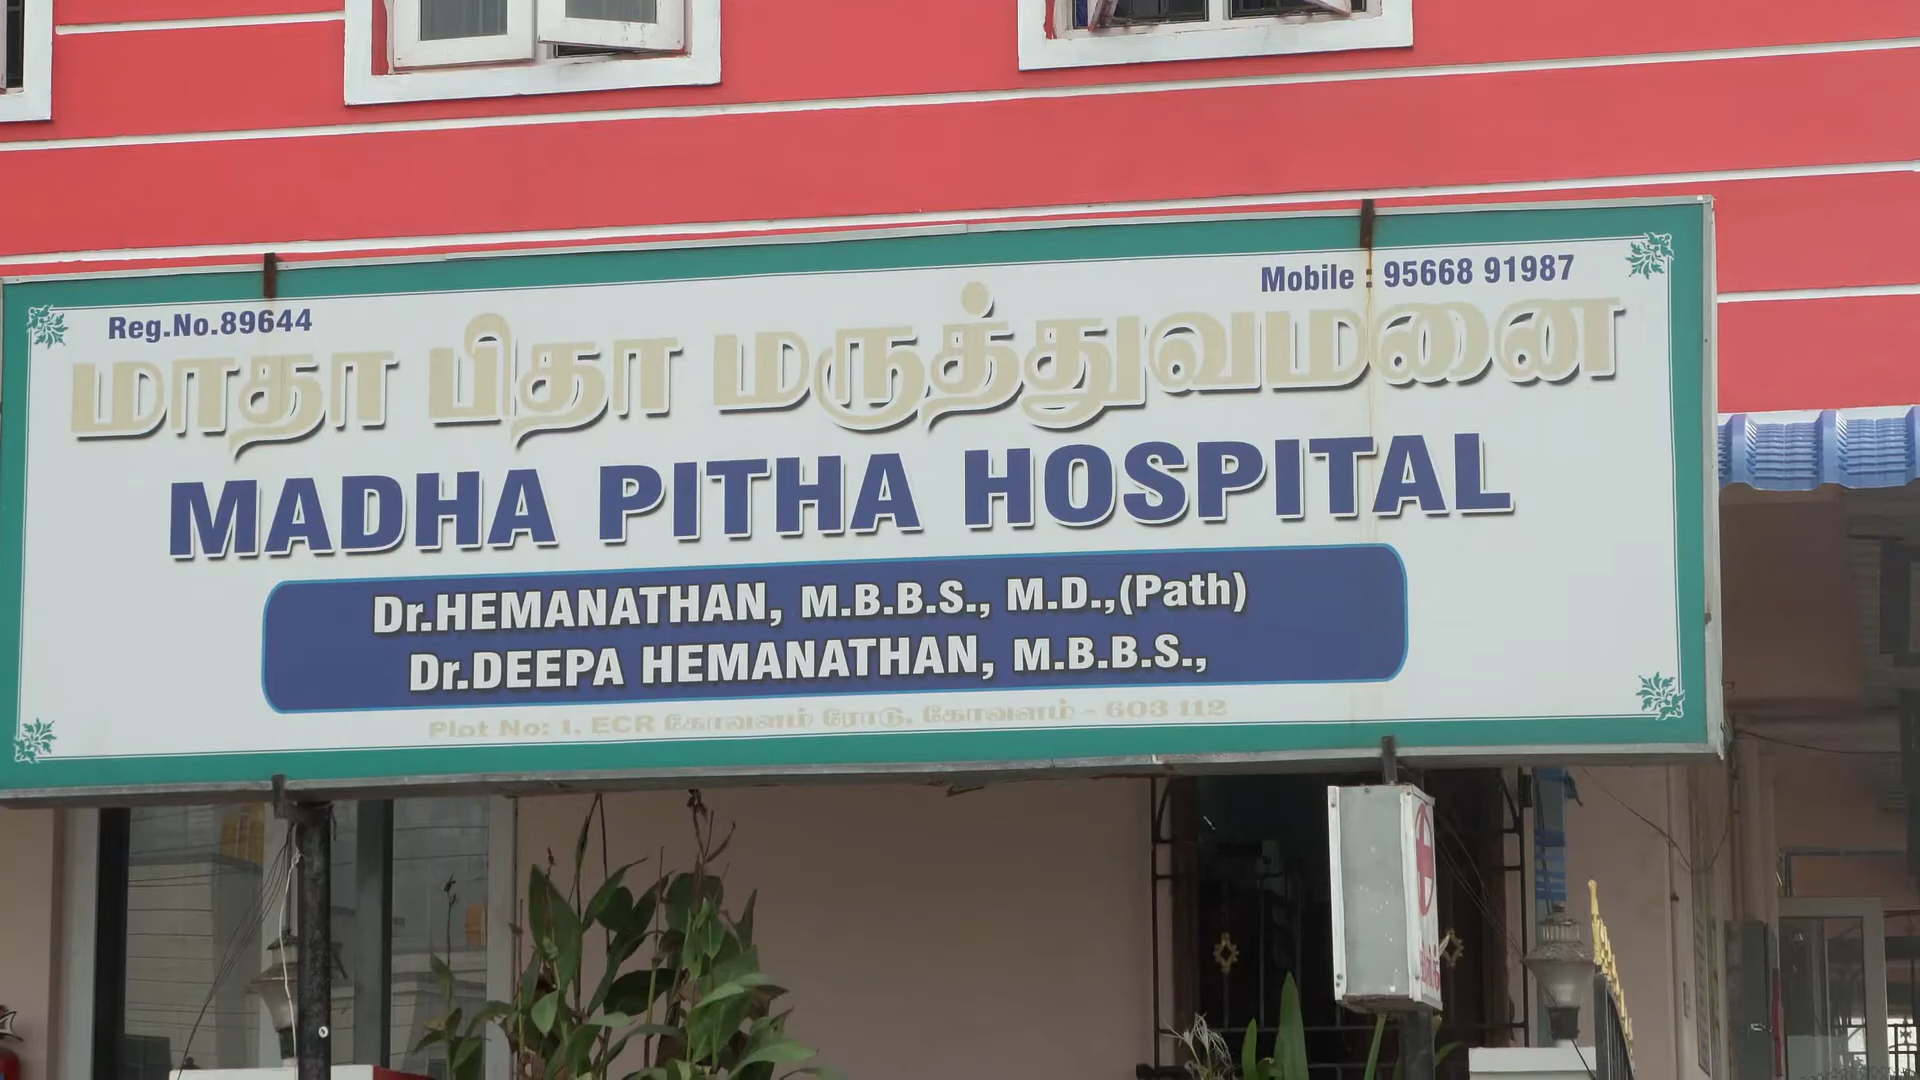 Reg.No.89644
Mobile : 95668 91987
மாதா பிதா மருத்துவமனை
MADHA PITHA HOSPITAL
Dr.HEMANATHAN, M.B.B.S., M.D.,(Path)
Dr.DEEPA HEMANATHAN, M.B.B.S.,
Plot No: 1, ECR கோவளம் ரோடு, கோவளம் - 603 112